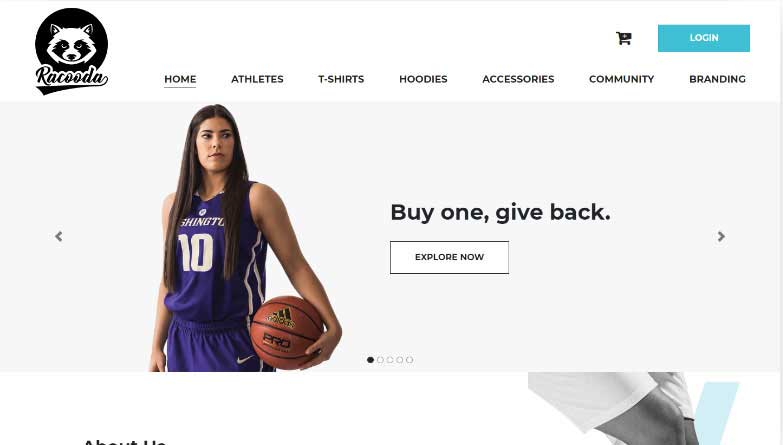 LOGIN
Racooda
HOME ATHLETES T-SHIRTS HOODIES ACCESSORIES COMMUNITY BRANDING
SHINGTO
10
Buy one, give back.
EXPLORE NOW
adidas
PRO
About Us